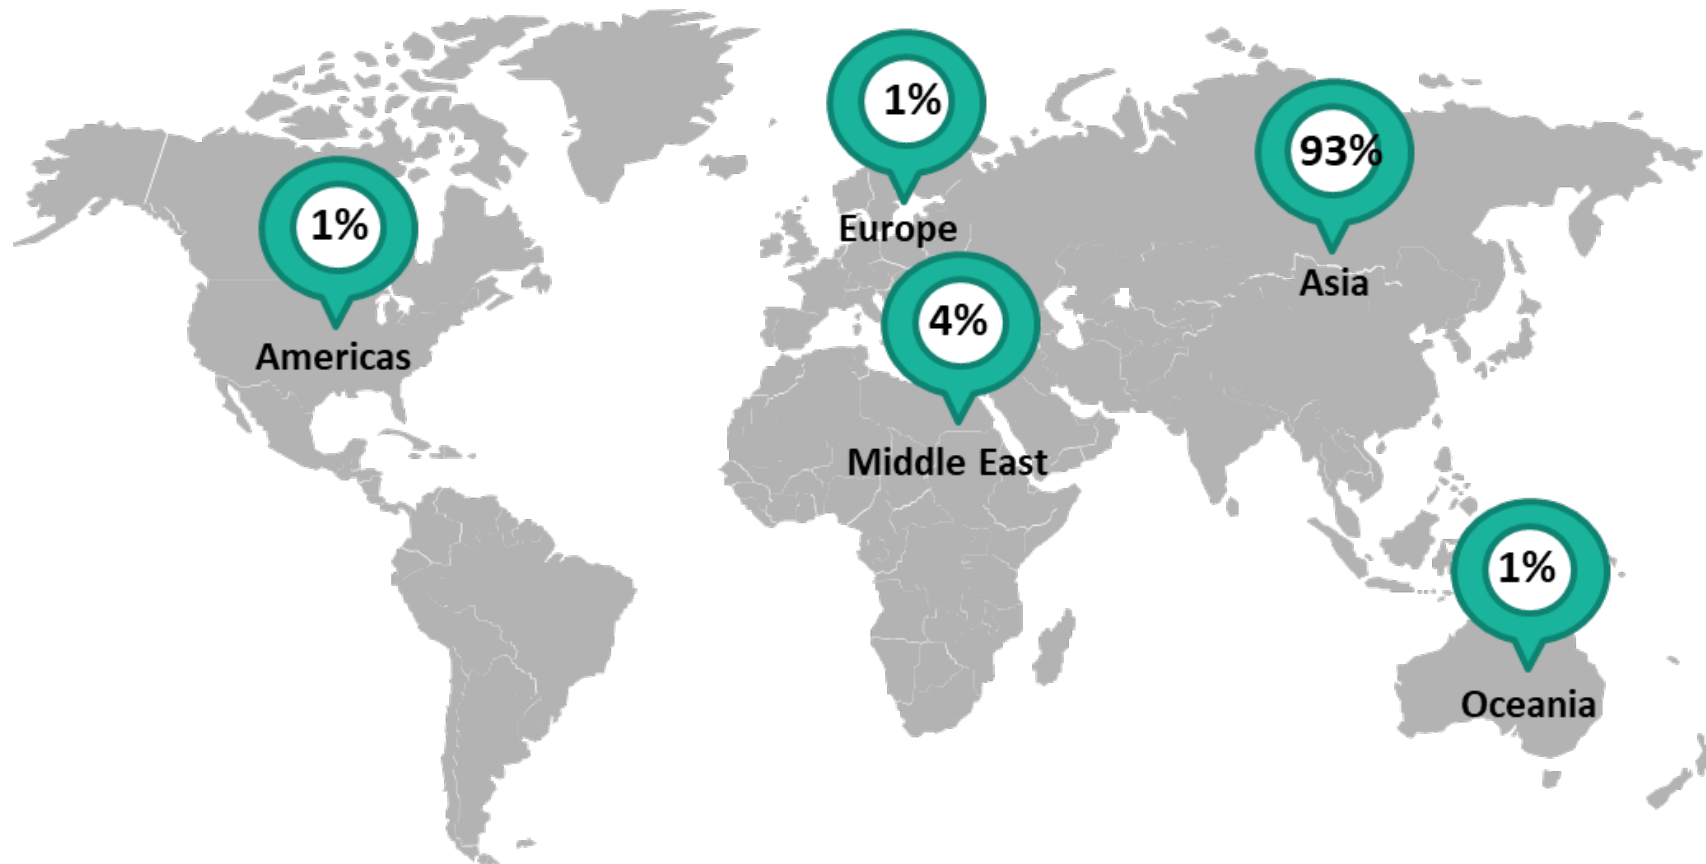 1%
Europe
93%
Asia
1%
Americas
4%
Middle East
1%
Oceania